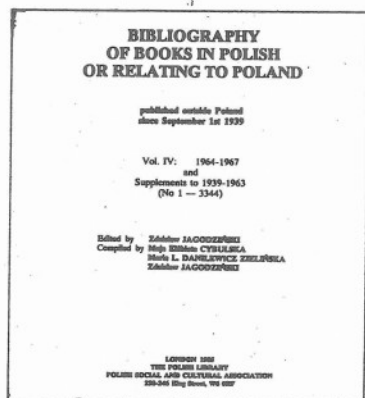 BIBLIOGRAPHY
OF BOOKS IN POLISH
OR RELATING TO POLAND
published outside Poland
since September 1st 1939
Vol. IV: 1964-1967
and
Supplements to 1939-1963
(No 1 — 3344)
Edited by Zdzisław JAGODZIŃSKI
Compiled by Maja Elżbieta CYBULSKA
Maria L. DANILEWICZ ZIELIŃSKA
Zdzisław JAGODZIŃSKI
LONDON
THE POLISH LIBRARY
POLISH SOCIAL AND CULTURAL ASSOCIATION
King Street,